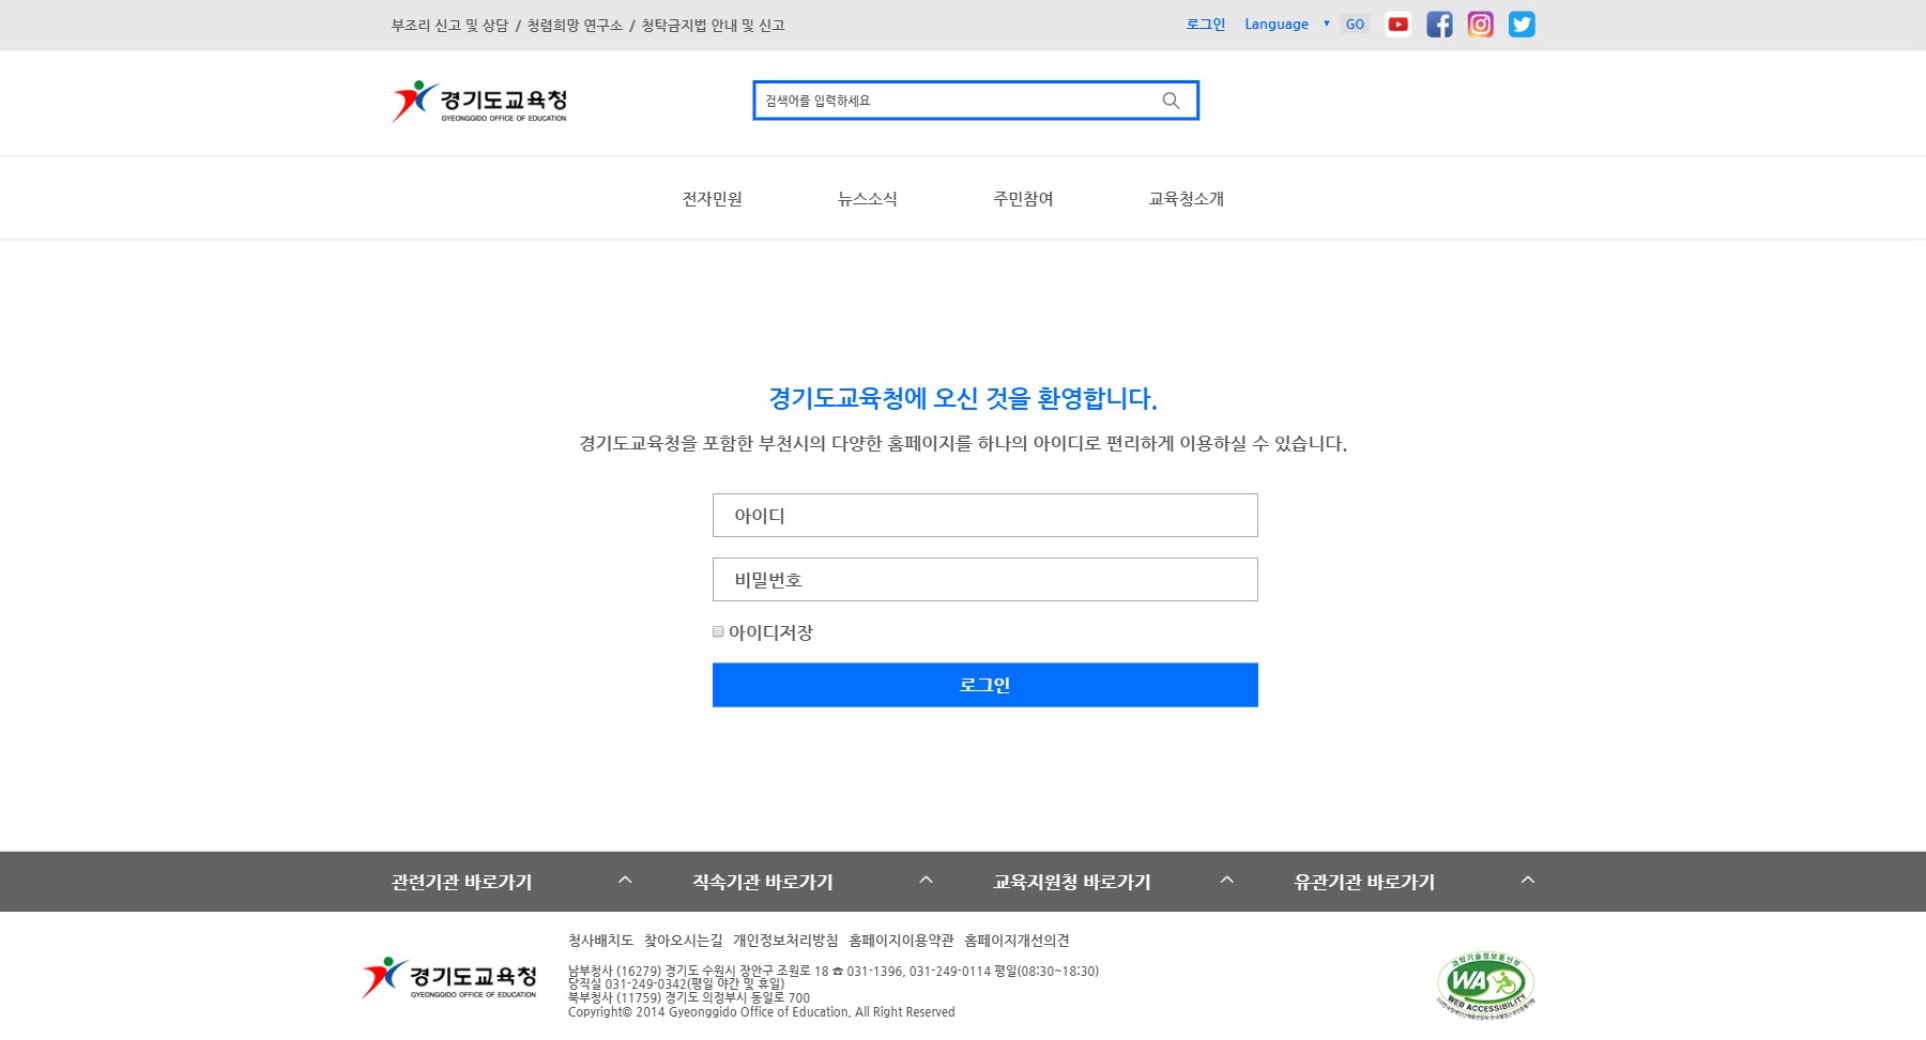 부조리 신고 및 상담 / 청렴희망 연구소 / 청탁금지법 안내 및 신고
로그인 Language ▼ GO
경기도교육청
GYEONGGIDO OFFICE OF EDUCATION
검색어를 입력하세요
전자민원 뉴스소식 주민참여 교육청소개
경기도교육청에 오신 것을 환영합니다.
경기도교육청을 포함한 부천시의 다양한 홈페이지를 하나의 아이디로 편리하게 이용하실 수 있습니다.
아이디
비밀번호
아이디저장
로그인
관련기관 바로가기 직속기관 바로가기 교육지원청 바로가기 유관기관 바로가기
청사배치도 찾아오시는길 개인정보처리방침 홈페이지이용약관 홈페이지개선의견
경기도교육청
GYEONGGIDO OFFICE OF EDUCATION
남부청사 (16279) 경기도 수원시 장안구 조원로 18 ☎ 031-1396, 031-249-0114 평일(08:30~18:30)
당직실 031-249-0342(평일 야간 및 휴일)
북부청사 (11759) 경기도 의정부시 동일로 700
Copyright© 2014 Gyeonggido Office of Education, All Right Reserved
과학기술정보통신부
WA
WEB ACCESSIBILITY